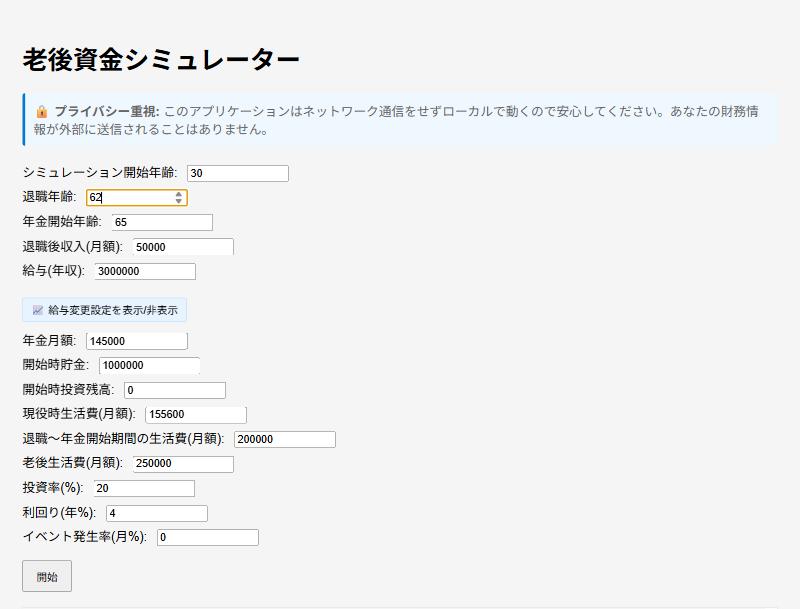 老後資金シミュレーター
🔒 プライバシー重視: このアプリケーションはネットワーク通信をせずローカルで動くので安心してください。あなたの財務情
報が外部に送信されることはありません。
シミュレーション開始年齢: 30
退職年齢: 62
年金開始年齢: 65
退職後収入(月額): 50000
給与(年収): 3000000
📈 給与変更設定を表示/非表示
年金月額: 145000
開始時貯金: 1000000
開始時投資残高: 0
現役時生活費(月額): 155600
退職〜年金開始期間の生活費(月額): 200000
老後生活費(月額): 250000
投資率(%): 20
利回り(年%): 4
イベント発生率(月%): 0
開始